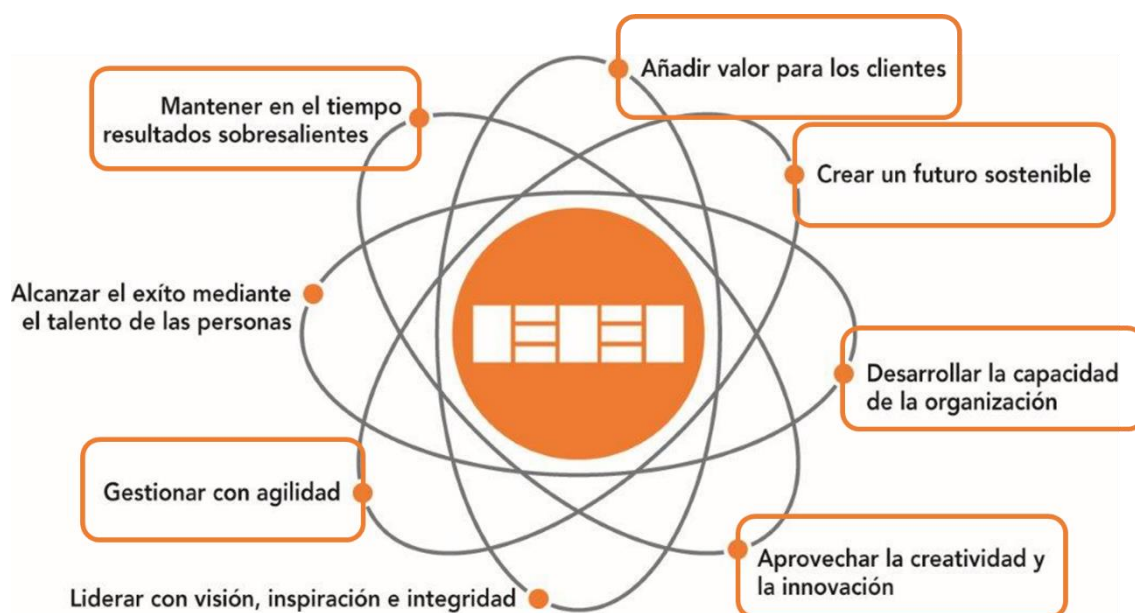 Añadir valor para los clientes
Mantener en el tiempo
resultados sobresalientes
Crear un futuro sostenible
Alcanzar el exíto mediante
el talento de las personas
Desarrollar la capacidad
de la organización
Gestionar con agilidad
Aprovechar la creatividad y
la innovación
Liderar con visión, inspiración e integridad